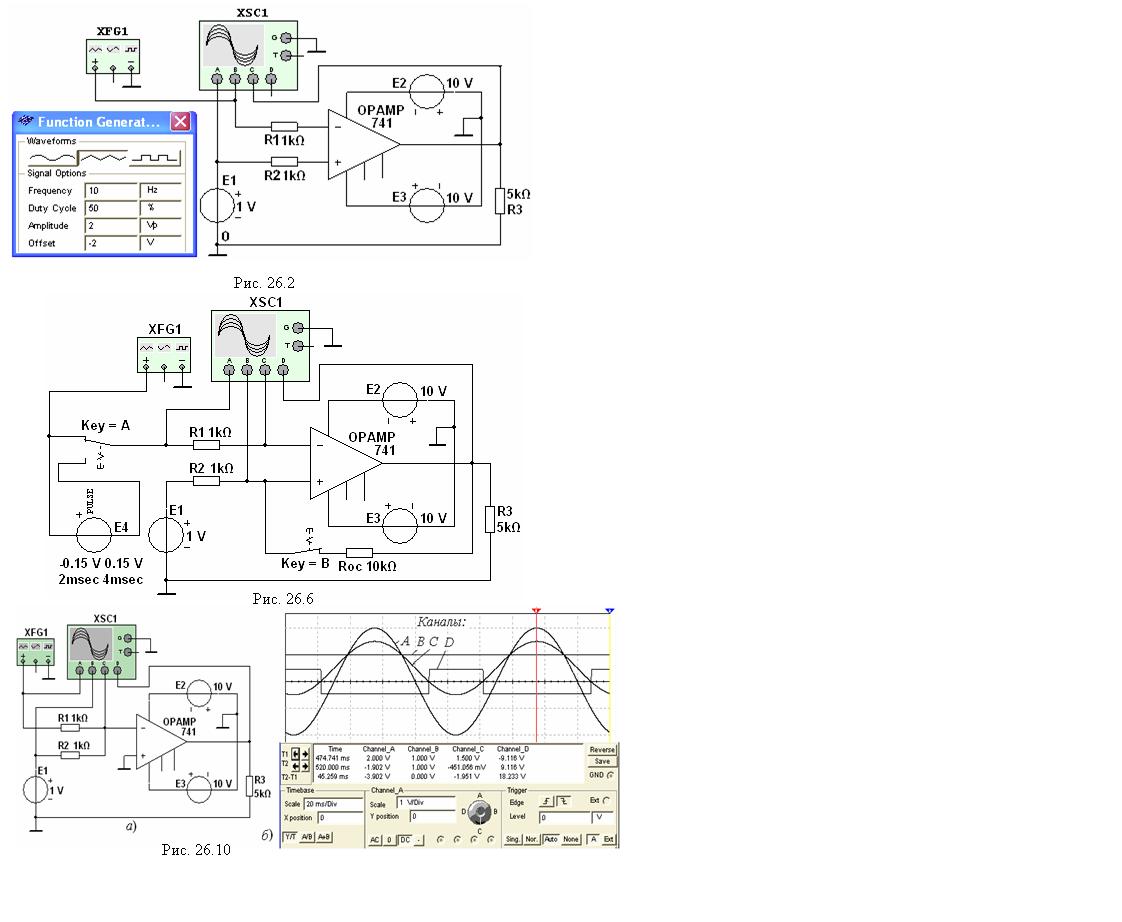 XSC1
XFG1
G
T
A B C D
+ −
E2 10 V
OPAMP
741
R1 1kΩ
R2 1kΩ
E1
1 V
0
E3 10 V
5kΩ
R3
Function Generat...
Waveforms
Signal Options
Frequency 10 Hz
Duty Cycle 50 %
Amplitude 2 Vp
Offset -2 V
Рис. 26.2
XSC1
XFG1
G
T
A B C D
E2 10 V
Key = A
R1 1kΩ
OPAMP
741
R2 1kΩ
PULSE
E4
E1
1 V
E3 10 V
R3
5kΩ
-0.15 V 0.15 V
2msec 4msec
Key = B Roc 10kΩ
Рис. 26.6
XSC1
XFG1
G
T
A B C D
E2 10 V
R1 1kΩ
OPAMP
741
R2 1kΩ
E1
1 V
E3 10 V
R3
5kΩ
а)
Каналы:
A B C D
Time Channel_A Channel_B Channel_C Channel_D
T1 474.741 ms 2.000 V 1.000 V 1.500 V -9.116 V
T2 520.000 ms -1.902 V 1.000 V -451.056 mV 9.116 V
T2-T1 45.259 ms -3.902 V 0.000 V -1.951 V 18.233 V
Reverse
Save
GND
Timebase
Scale 20 ms/Div
X position 0
Y/T A/B A+B
Channel_A
Scale 1 V/Div
Y position 0
AC 0 DC -
A
B
C
D
Trigger
Edge
Ext
Level 0 V
Sing. Nor. Auto None A Ext
б)
Рис. 26.10